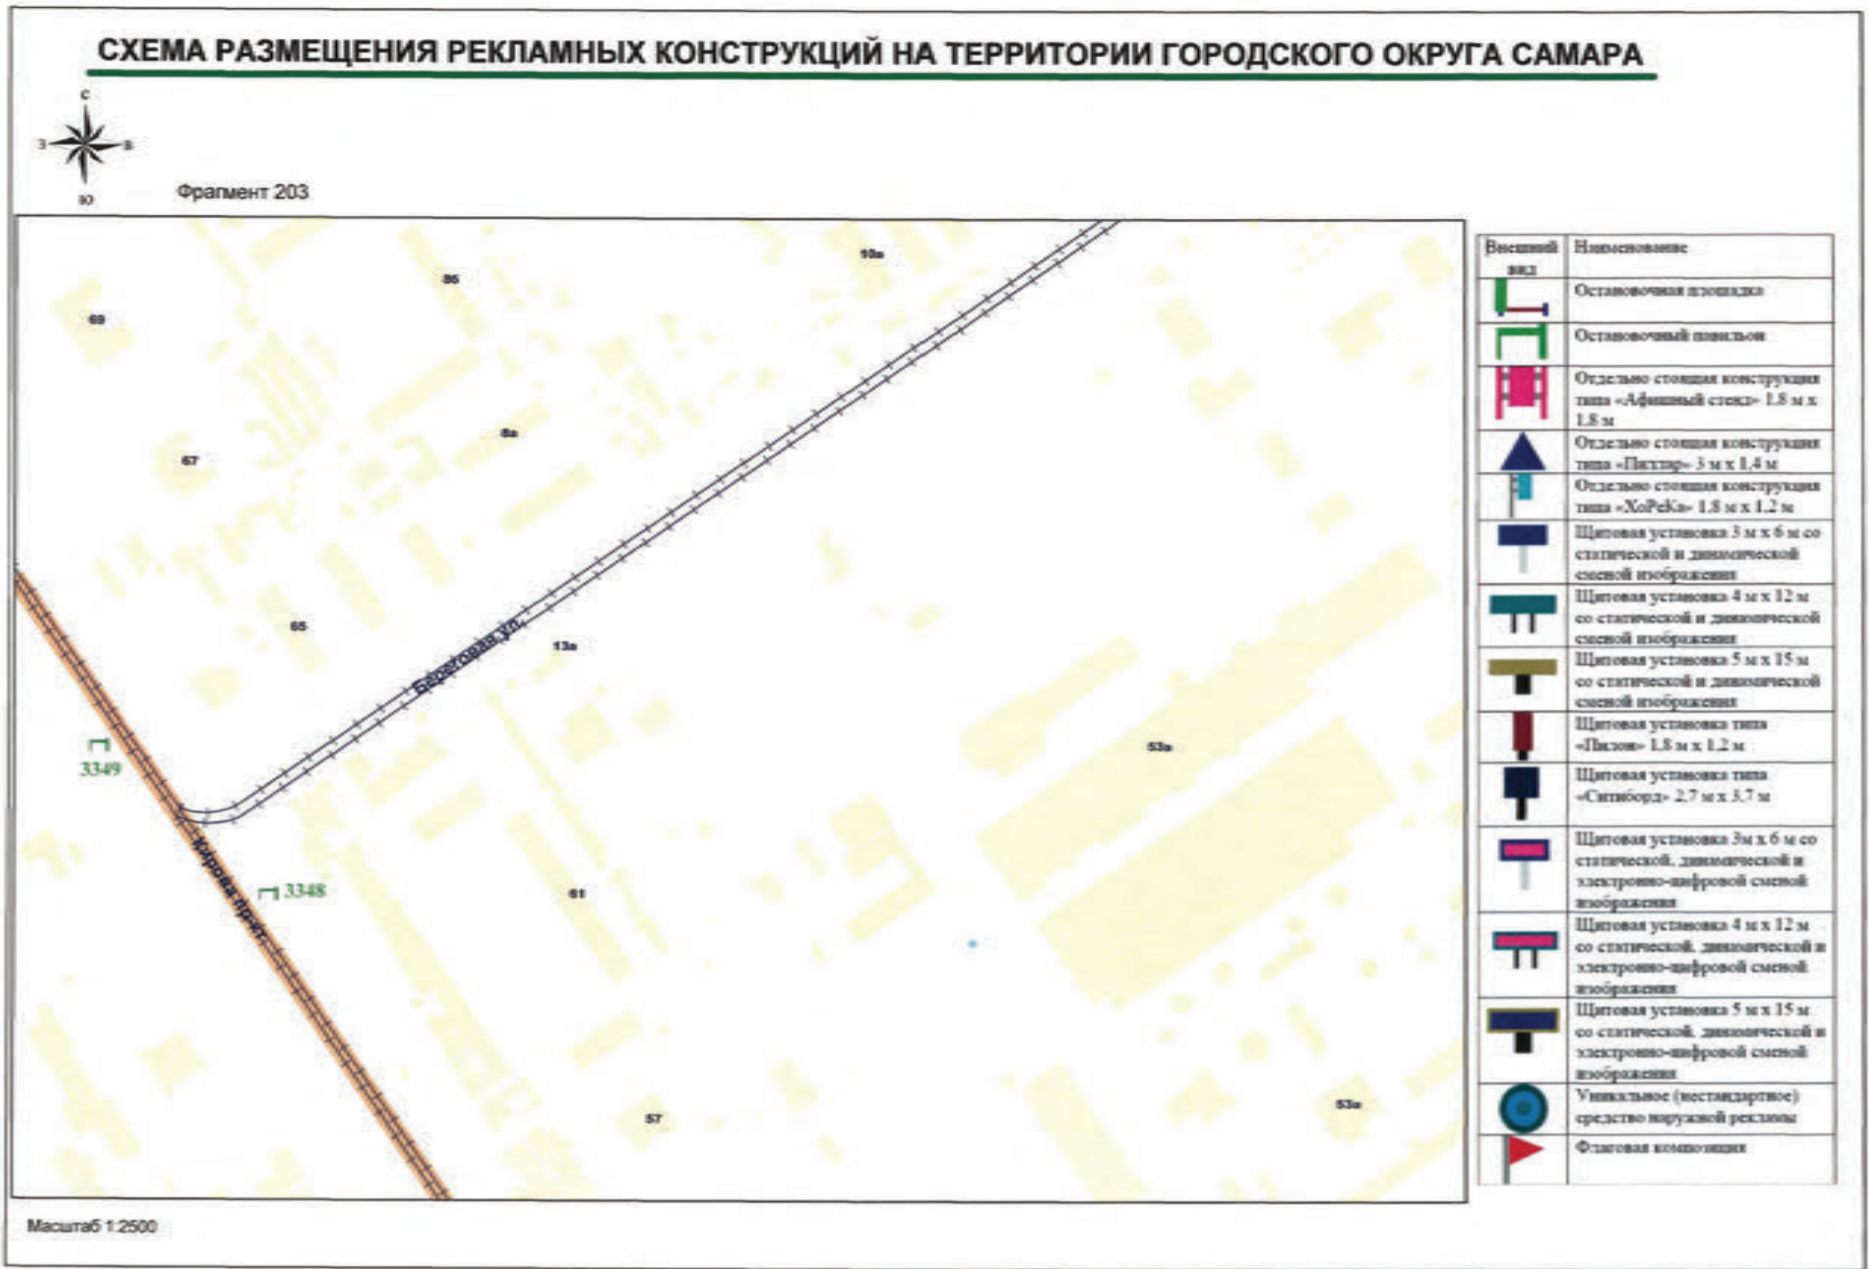 СХЕМА РАЗМЕЩЕНИЯ РЕКЛАМНЫХ КОНСТРУКЦИЙ НА ТЕРРИТОРИИ ГОРОДСКОГО ОКРУГА САМАРА
С
З
В
Ю
Фрагмент 203
69
86
10а
67
8а
65
13а
Береговая ул.
53а
3349
Кирова пр-кт
3348
61
57
53а
Внешний вид
Наименование
Остановочная площадка
Остановочный павильон
Отдельно стоящая конструкция
типа «Афишный стенд» 1.8 м х
1.8 м
Отдельно стоящая конструкция
типа «Пиллар» 3 м х 1,4 м
Отдельно стоящая конструкция
типа «ХоРеКа» 1,8 м х 1,2 м
Щитовая установка 3 м х 6 м со
статической и динамической
сменой изображения
Щитовая установка 4 м х 12 м
со статической и динамической
сменой изображения
Щитовая установка 5 м х 15 м
со статической и динамической
сменой изображения
Щитовая установка типа
«Пилон» 1,8 м х 1,2 м
Щитовая установка типа
«Ситиборд» 2,7 м х 3,7 м
Щитовая установка 3м х 6 м со
статической, динамической и
электронно-цифровой сменой
изображения
Щитовая установка 4 м х 12 м
со статической, динамической и
электронно-цифровой сменой
изображения
Щитовая установка 5 м х 15 м
со статической, динамической и
электронно-цифровой сменой
изображения
Уникальное (нестандартное)
средство наружной рекламы
Флаговая композиция
Масштаб 1:2500